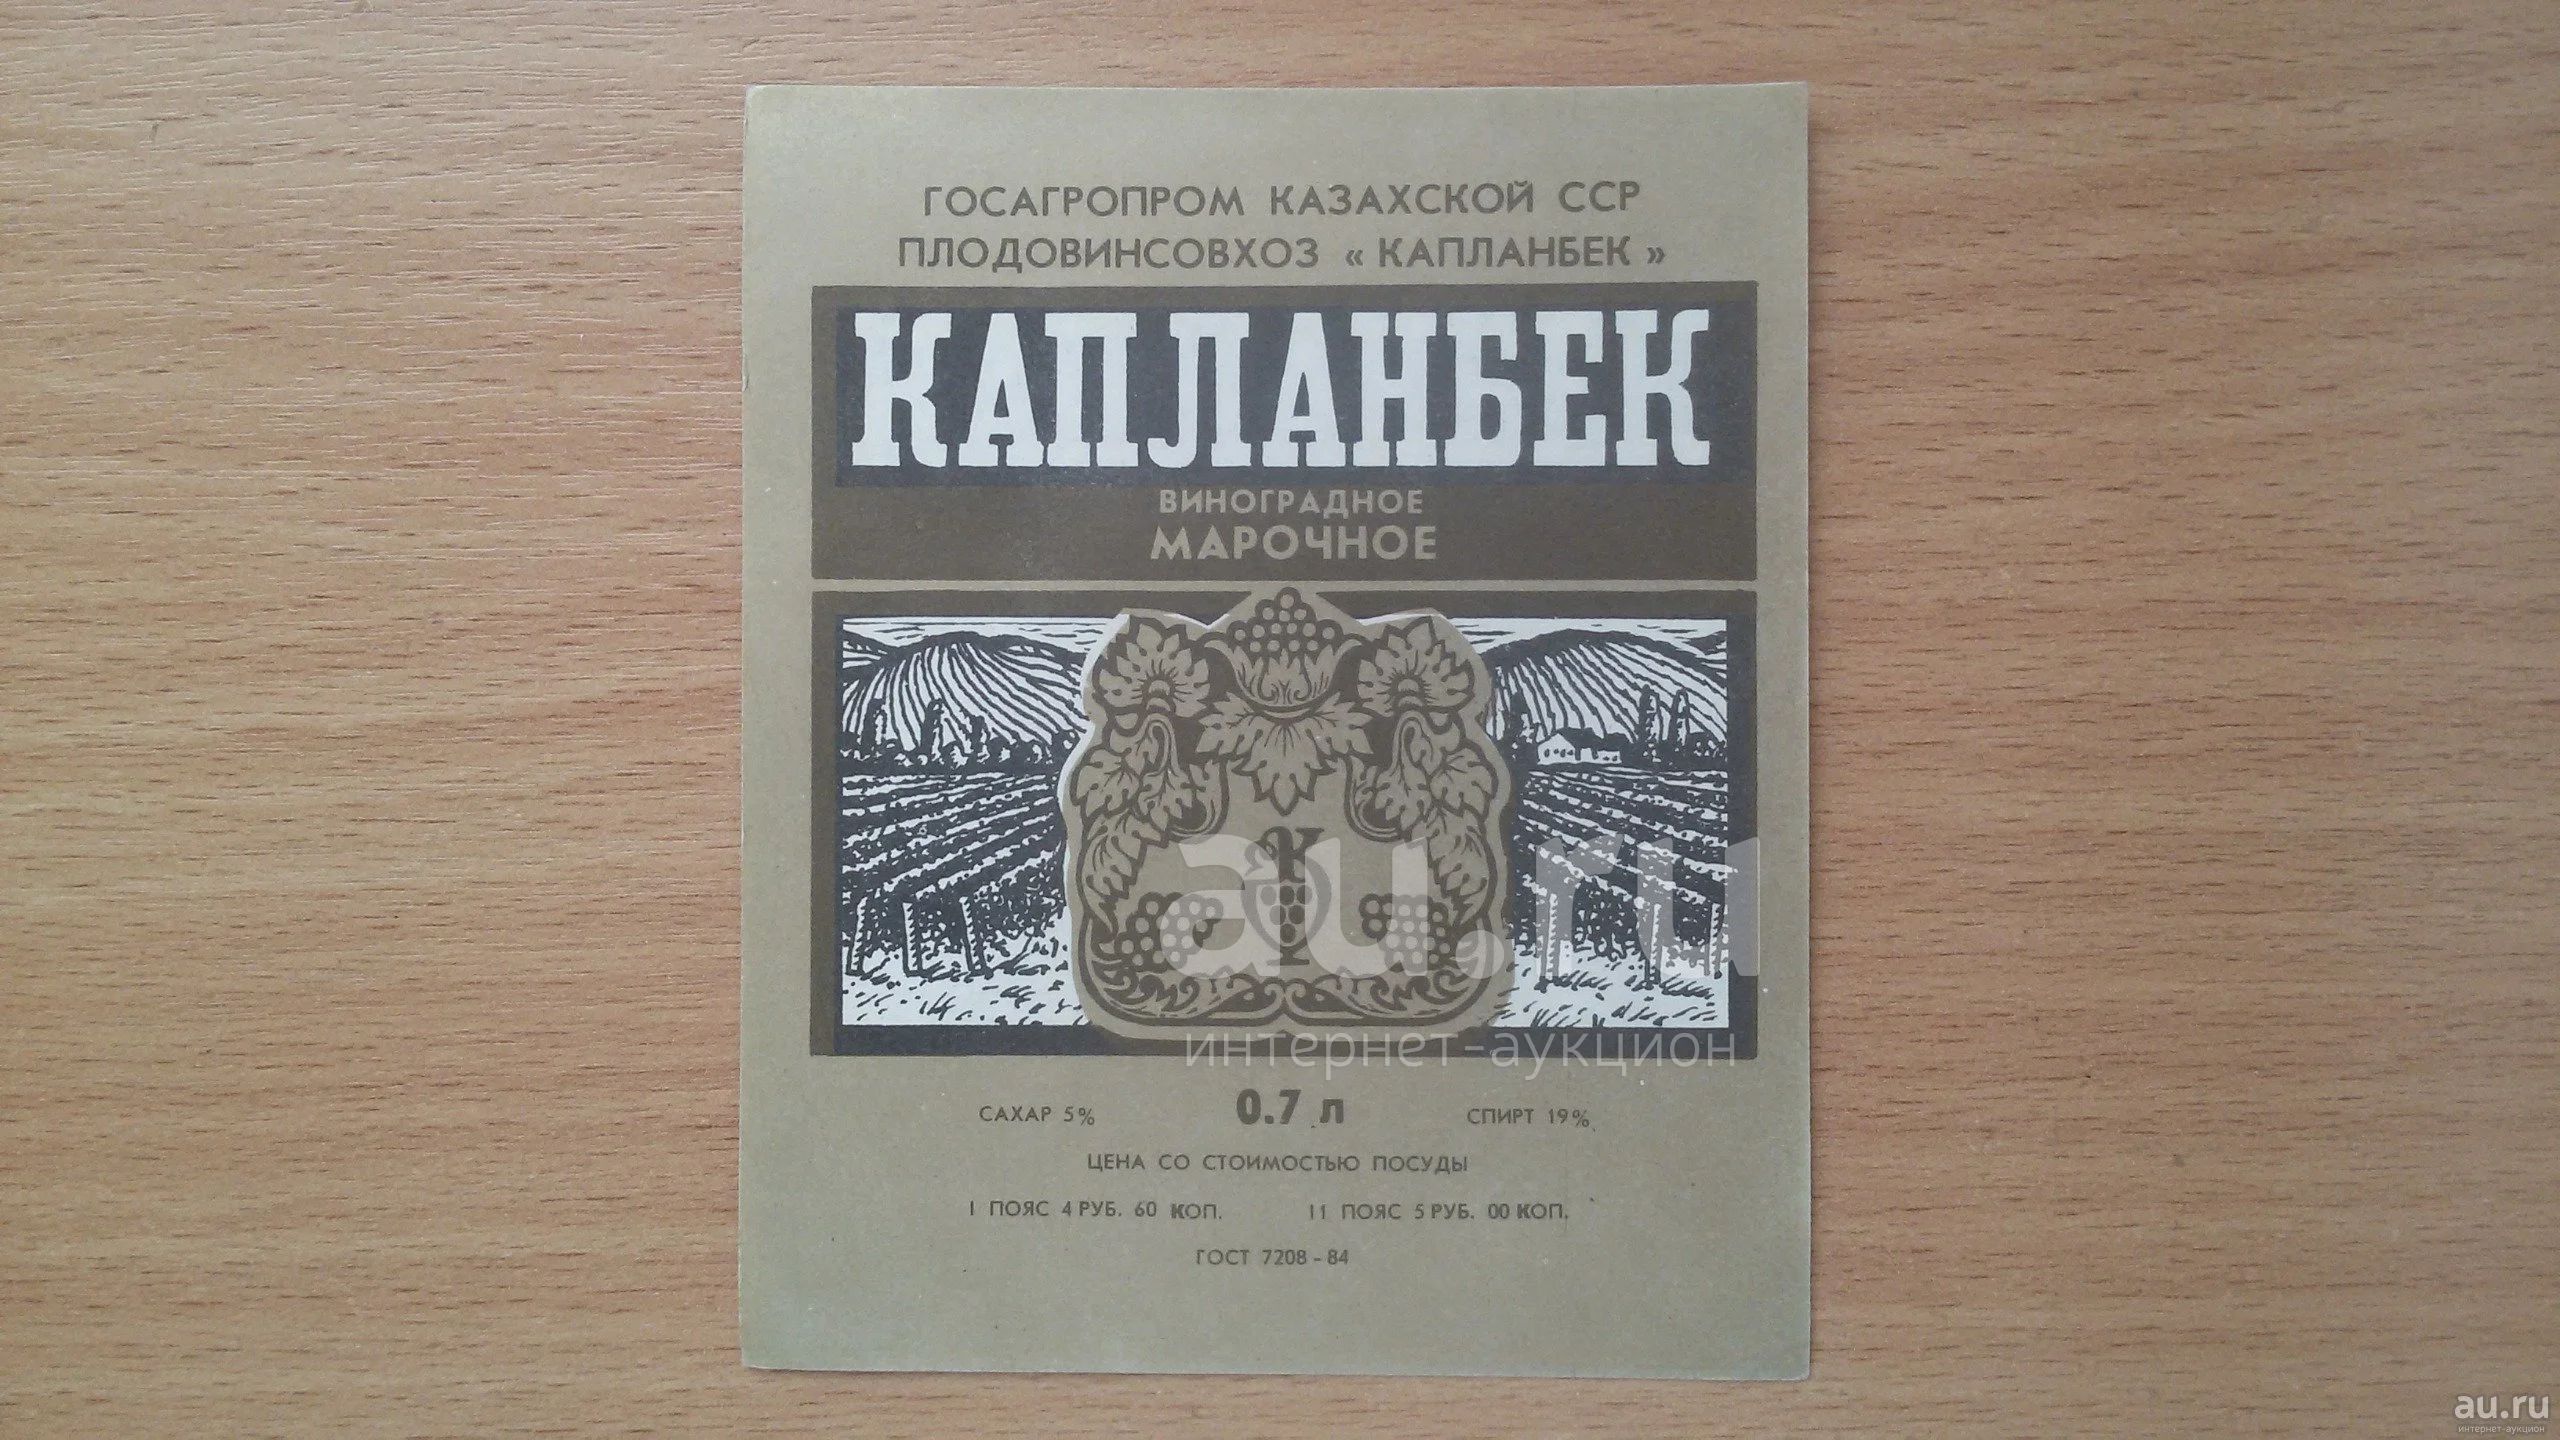 ГОСАГРОПРОМ КАЗАХСКОЙ ССР
ПЛОДОВИНСОВХОЗ « КАПЛАНБЕК »
КАПЛАНБЕК
ВИНОГРАДНОЕ
МАРОЧНОЕ
К
au.ru
интернет-аукцион
САХАР 5% 0.7 л СПИРТ 19%
ЦЕНА СО СТОИМОСТЬЮ ПОСУДЫ
I ПОЯС 4 РУБ. 60 КОП. 11 ПОЯС 5 РУБ. 00 КОП.
ГОСТ 7208 - 84
au.ru
интернет-аукцион